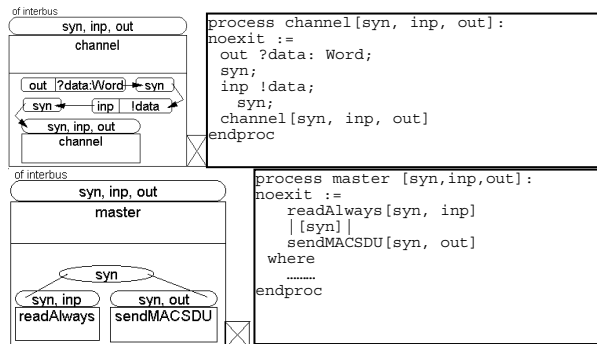 of interbus
syn, inp, out
channel
out ?data:Word syn
syn inp !data
syn, inp, out
channel
process channel[syn, inp, out]:
noexit :=
out ?data: Word;
syn;
inp !data;
syn;
channel[syn, inp, out]
endproc
of interbus
syn, inp, out
master
syn
syn, inp syn, out
readAlways sendMACSDU
process master [syn,inp,out]:
noexit :=
readAlways[syn, inp]
|[syn]|
sendMACSDU[syn, out]
where
………
endproc